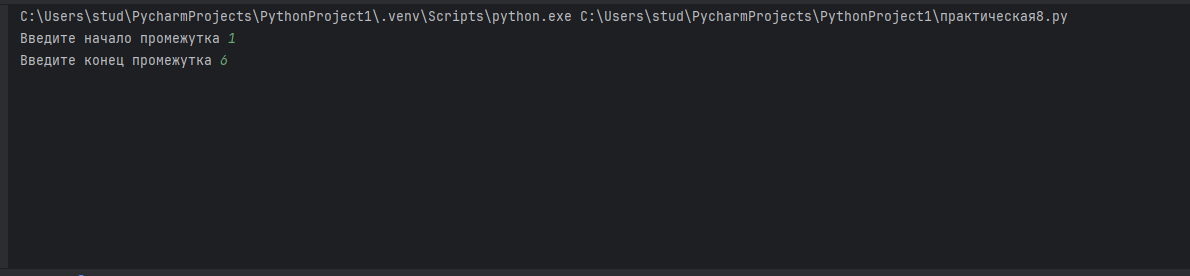 C:\Users\stud\PycharmProjects\PythonProject1\.venv\Scripts\python.exe C:\Users\stud\PycharmProjects\PythonProject1\практическая8.py
Введите начало промежутка 1
Введите конец промежутка 6